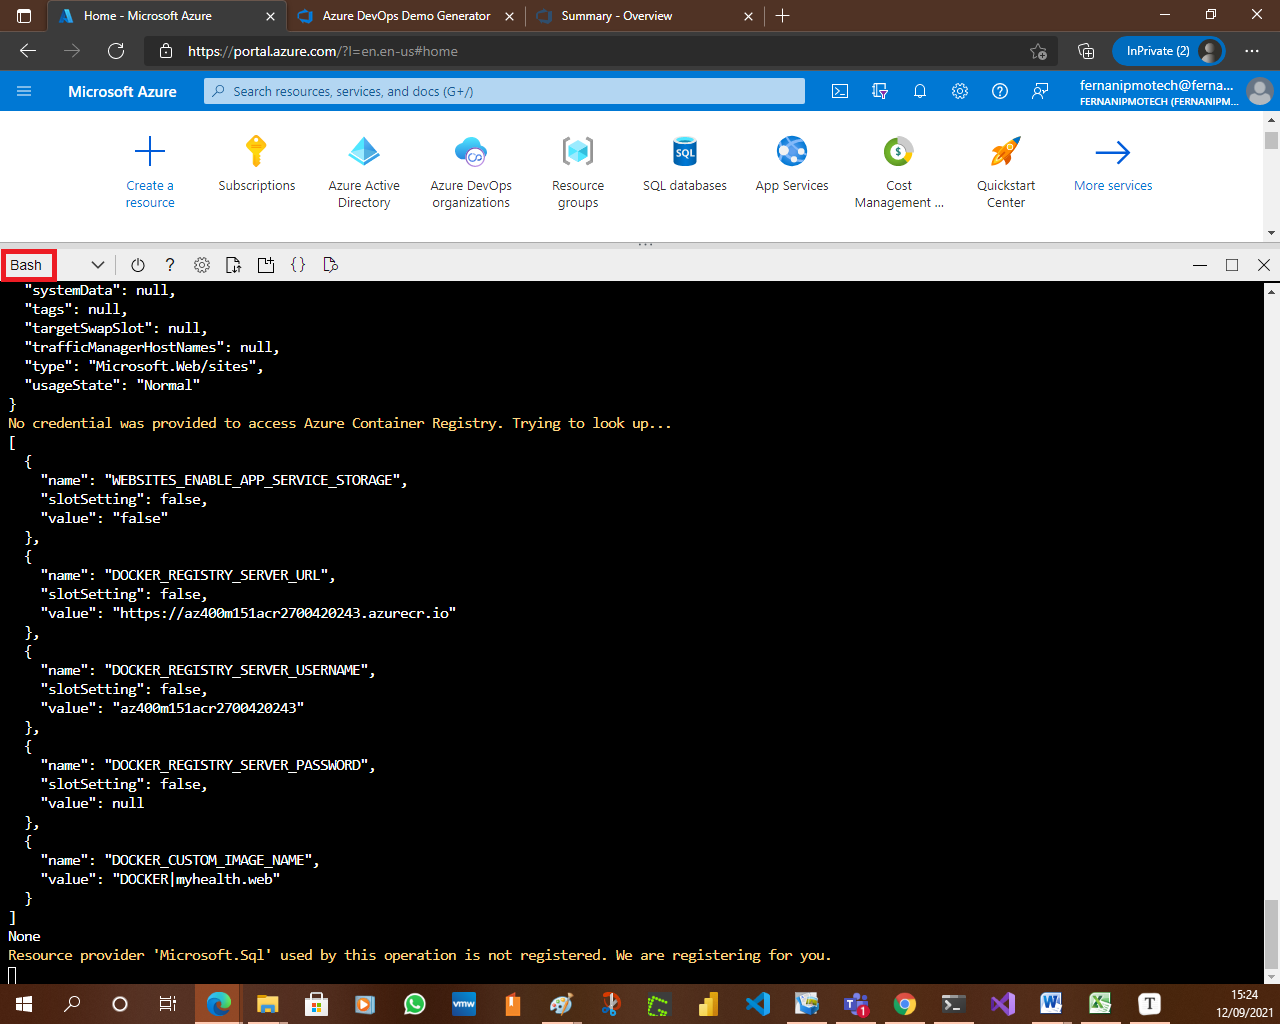 Home - Microsoft Azure
Azure DevOps Demo Generator
Summary - Overview
https://portal.azure.com/?l=en.en-us#home
InPrivate (2)
Microsoft Azure
Search resources, services, and docs (G+/)
fernanipmotech@ferna...
FERNANIPMOTECH (FERNANIPM...
Create a
resource
Subscriptions
Azure Active
Directory
Azure DevOps
organizations
Resource
groups
SQL
SQL databases
App Services
Cost
Management ...
Quickstart
Center
More services
Bash
"systemData": null,
"tags": null,
"targetSwapSlot": null,
"trafficManagerHostNames": null,
"type": "Microsoft.Web/sites",
"usageState": "Normal"
}
No credential was provided to access Azure Container Registry. Trying to look up...
[
{
"name": "WEBSITES_ENABLE_APP_SERVICE_STORAGE",
"slotSetting": false,
"value": "false"
},
{
"name": "DOCKER_REGISTRY_SERVER_URL",
"slotSetting": false,
"value": "https://az400m151acr2700420243.azurecr.io"
},
{
"name": "DOCKER_REGISTRY_SERVER_USERNAME",
"slotSetting": false,
"value": "az400m151acr2700420243"
},
{
"name": "DOCKER_REGISTRY_SERVER_PASSWORD",
"slotSetting": false,
"value": null
},
{
"name": "DOCKER_CUSTOM_IMAGE_NAME",
"value": "DOCKER|myhealth.web"
}
]
None
Resource provider 'Microsoft.Sql' used by this operation is not registered. We are registering for you.
vmw
1
T
15:24
12/09/2021